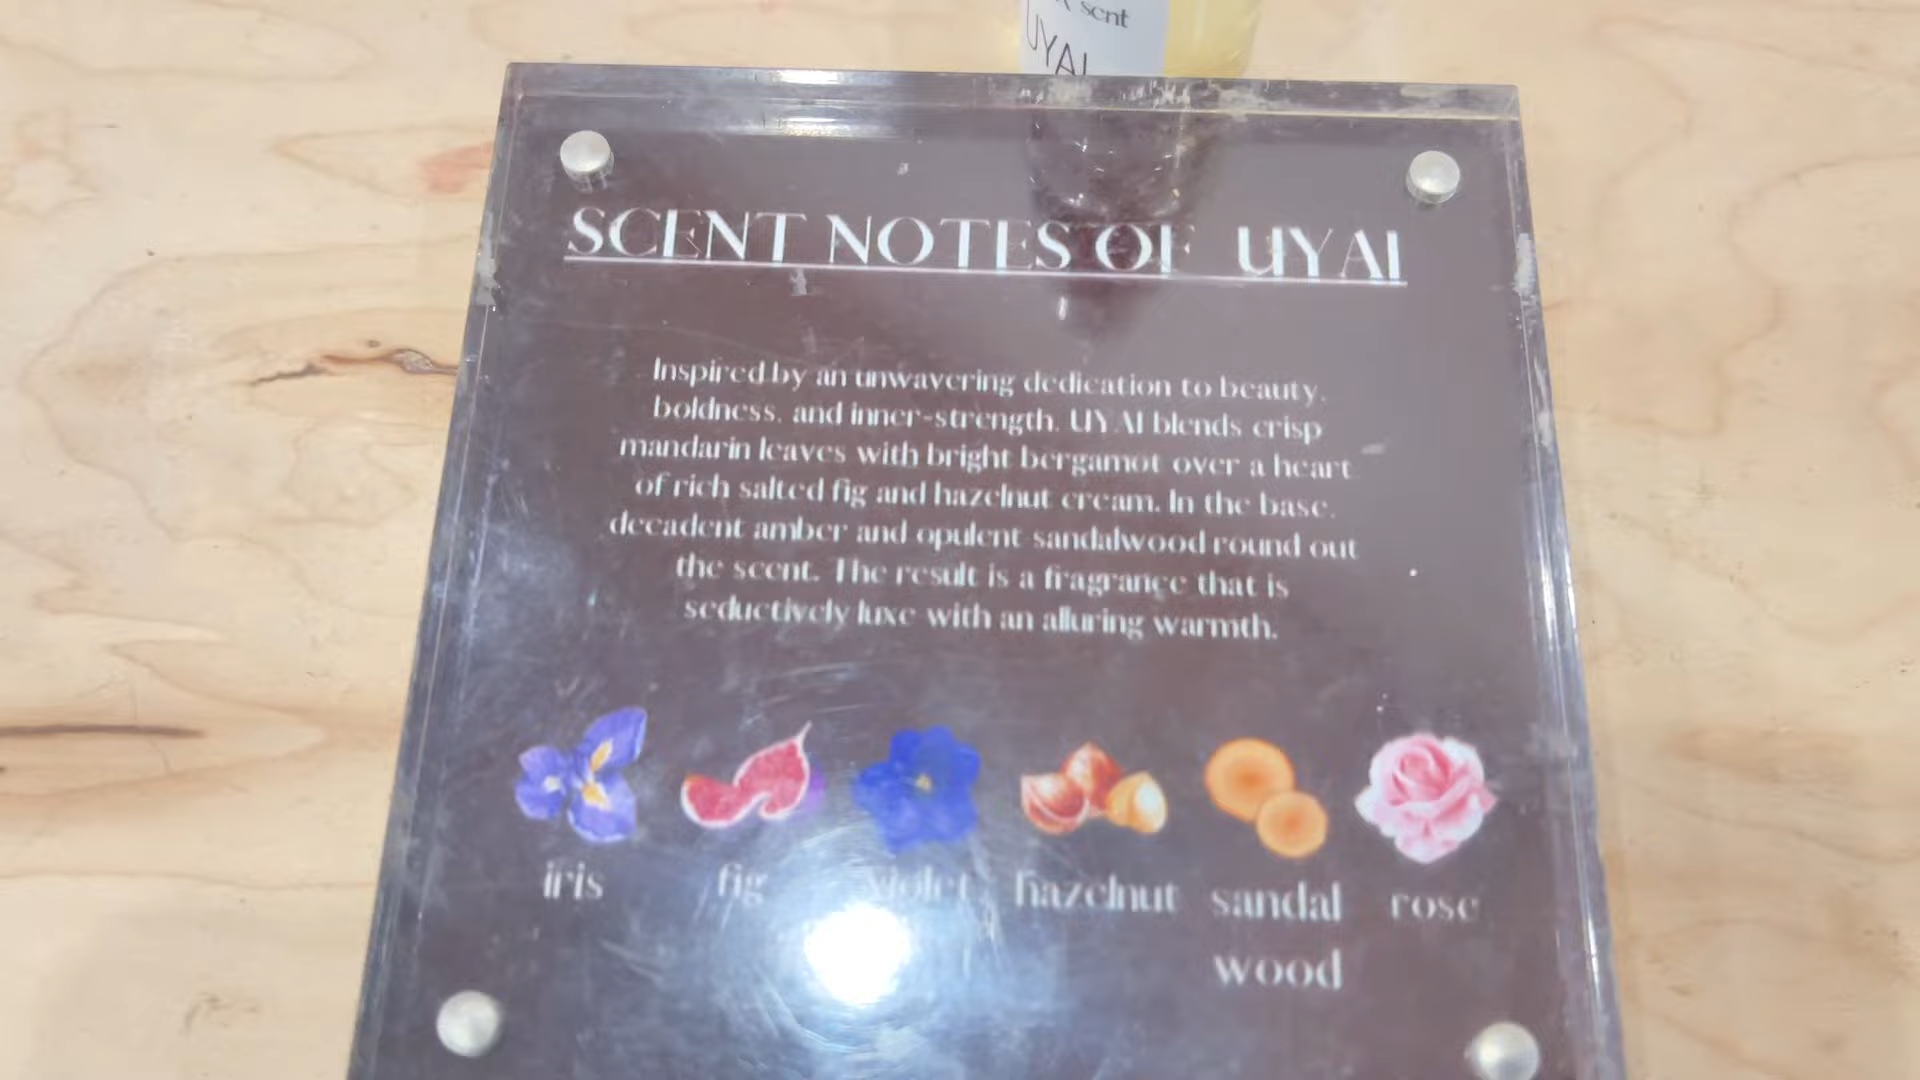 scent
UYAI
SCENT NOTES OF UYAI
Inspired by an unwavering dedication to beauty,
boldness, and inner-strength, UYAI blends crisp
mandarin leaves with bright bergamot over a heart
of rich salted fig and hazelnut cream. In the base,
decadent amber and opulent sandalwood round out
the scent. The result is a fragrance that is
seductively luxe with an alluring warmth.
iris fig violet hazelnut sandal rose
wood